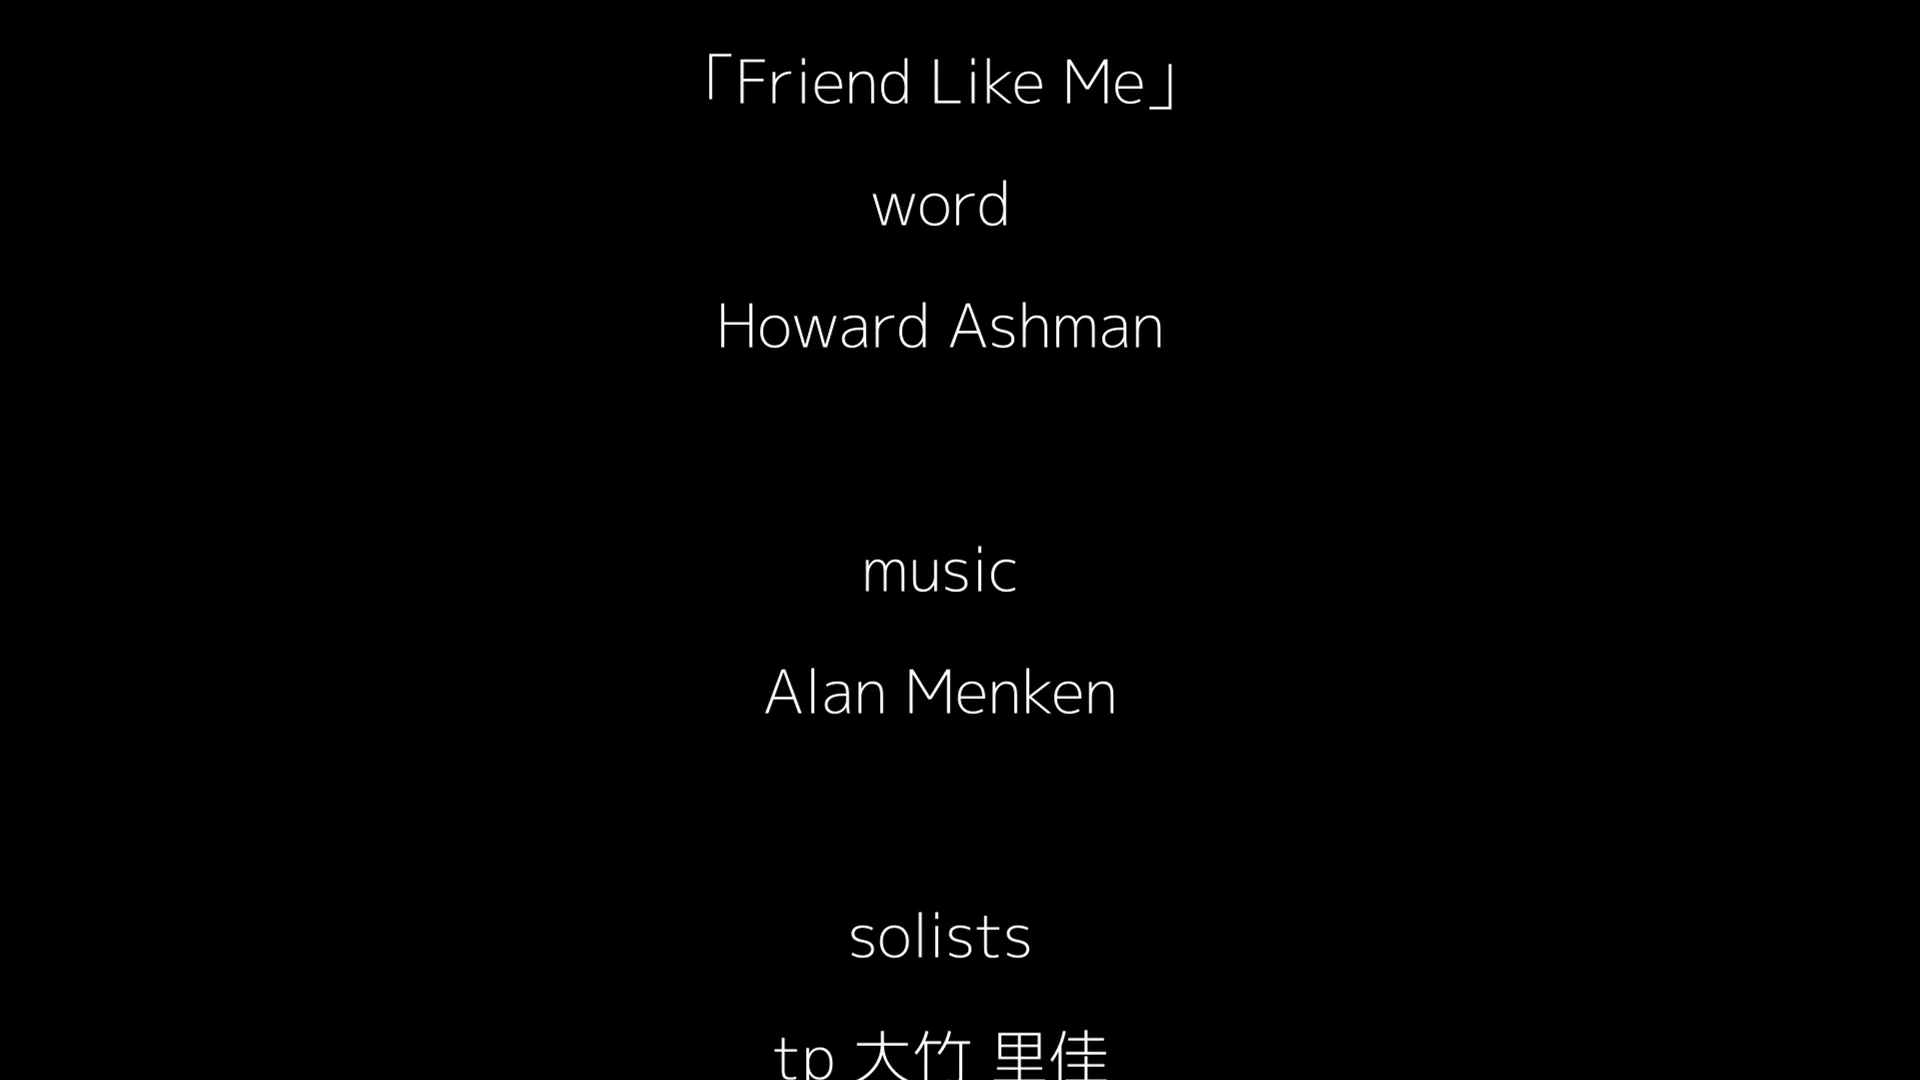 「Friend Like Me」
word
Howard Ashman
music
Alan Menken
solists
tp 大竹 里佳